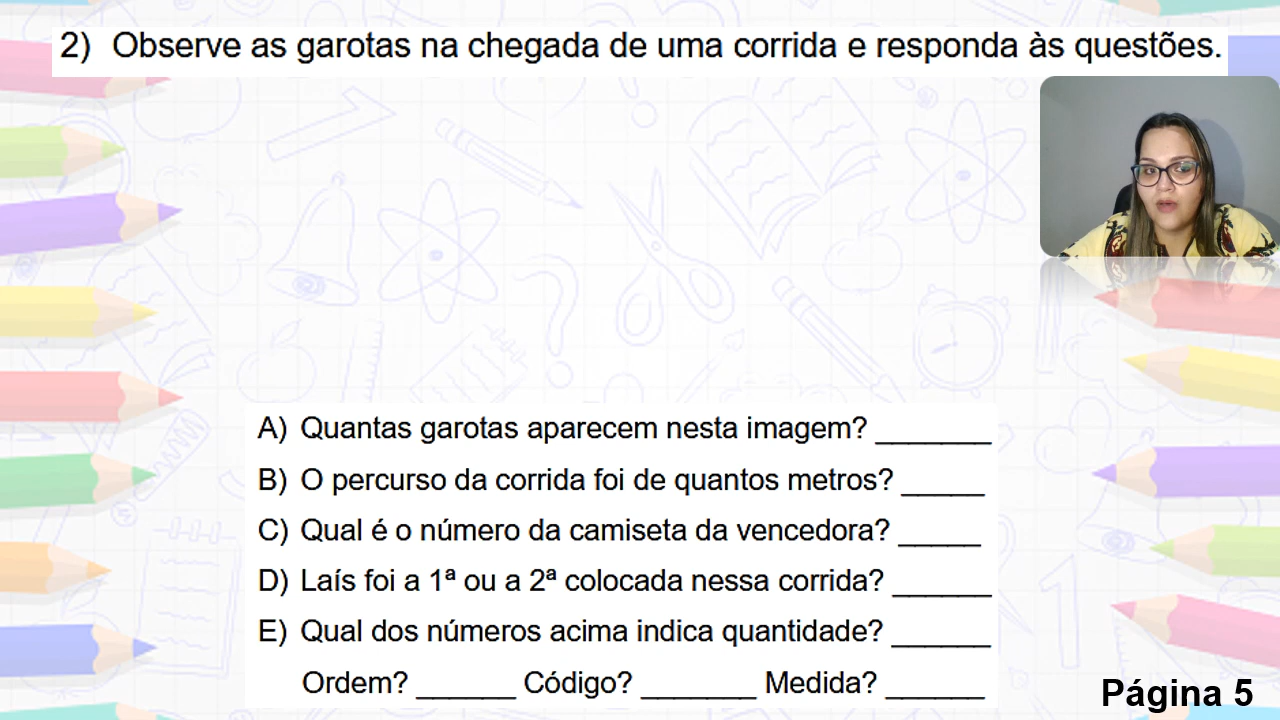 2) Observe as garotas na chegada de uma corrida e responda às questões.
A) Quantas garotas aparecem nesta imagem? _______
B) O percurso da corrida foi de quantos metros? _____
C) Qual é o número da camiseta da vencedora? _____
D) Laís foi a 1ª ou a 2ª colocada nessa corrida? ______
E) Qual dos números acima indica quantidade? ______
Ordem? ______ Código? _______ Medida? ______
Página 5